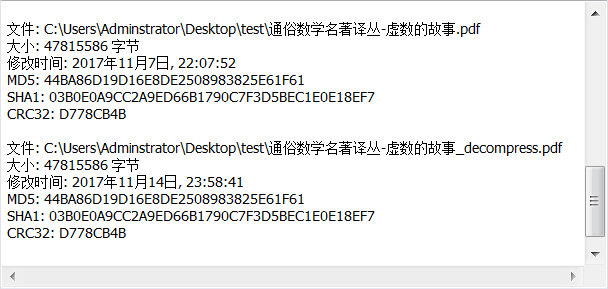 文件: C:\Users\Adminstrator\Desktop\test\通俗数学名著译丛-虚数的故事.pdf
大小: 47815586 字节
修改时间: 2017年11月7日, 22:07:52
MD5: 44BA86D19D16E8DE2508983825E61F61
SHA1: 03B0E0A9CC2A9ED66B1790C7F3D5BEC1E0E18EF7
CRC32: D778CB4B
文件: C:\Users\Adminstrator\Desktop\test\通俗数学名著译丛-虚数的故事_decompress.pdf
大小: 47815586 字节
修改时间: 2017年11月14日, 23:58:41
MD5: 44BA86D19D16E8DE2508983825E61F61
SHA1: 03B0E0A9CC2A9ED66B1790C7F3D5BEC1E0E18EF7
CRC32: D778CB4B